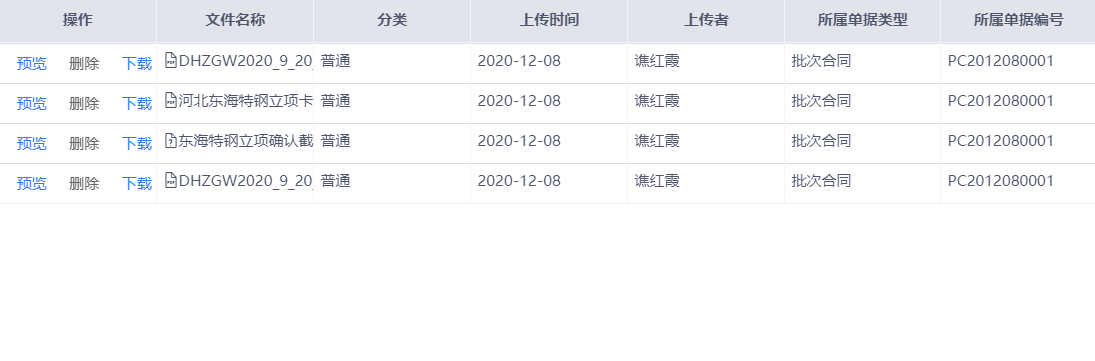 操作 文件名称 分类 上传时间 上传者 所属单据类型 所属单据编号
预览 删除 下载 DHZGW2020_9_20_ 普通 2020-12-08 谯红霞 批次合同 PC2012080001
预览 删除 下载 河北东海特钢立项卡 普通 2020-12-08 谯红霞 批次合同 PC2012080001
预览 删除 下载 东海特钢立项确认截 普通 2020-12-08 谯红霞 批次合同 PC2012080001
预览 删除 下载 DHZGW2020_9_20_ 普通 2020-12-08 谯红霞 批次合同 PC2012080001